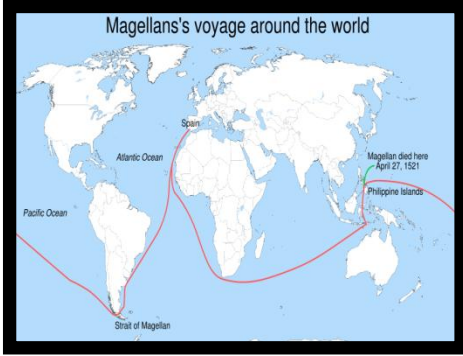 Magellans's voyage around the world
Spain
Atlantic Ocean
Magellan died here
April 27, 1521
Philippine Islands
Pacific Ocean
Strait of Magellan